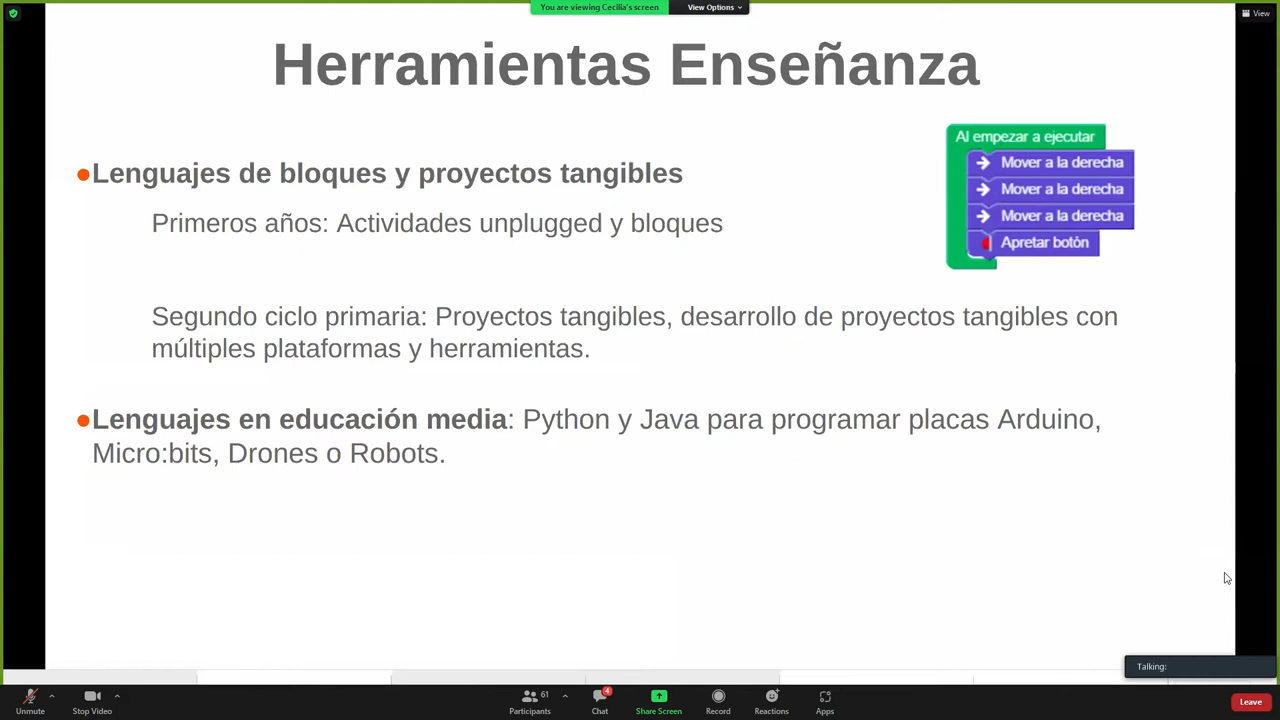 You are viewing Cecilia's screen
View Options
View
Herramientas Enseñanza
Al empezar a ejecutar
Mover a la derecha
Mover a la derecha
Mover a la derecha
Apretar botón
●Lenguajes de bloques y proyectos tangibles
Primeros años: Actividades unplugged y bloques
Segundo ciclo primaria: Proyectos tangibles, desarrollo de proyectos tangibles con
múltiples plataformas y herramientas.
●Lenguajes en educación media: Python y Java para programar placas Arduino,
Micro:bits, Drones o Robots.
Talking:
Unmute
Stop Video
61
Participants
4
Chat
Share Screen
Record
Reactions
Apps
Leave